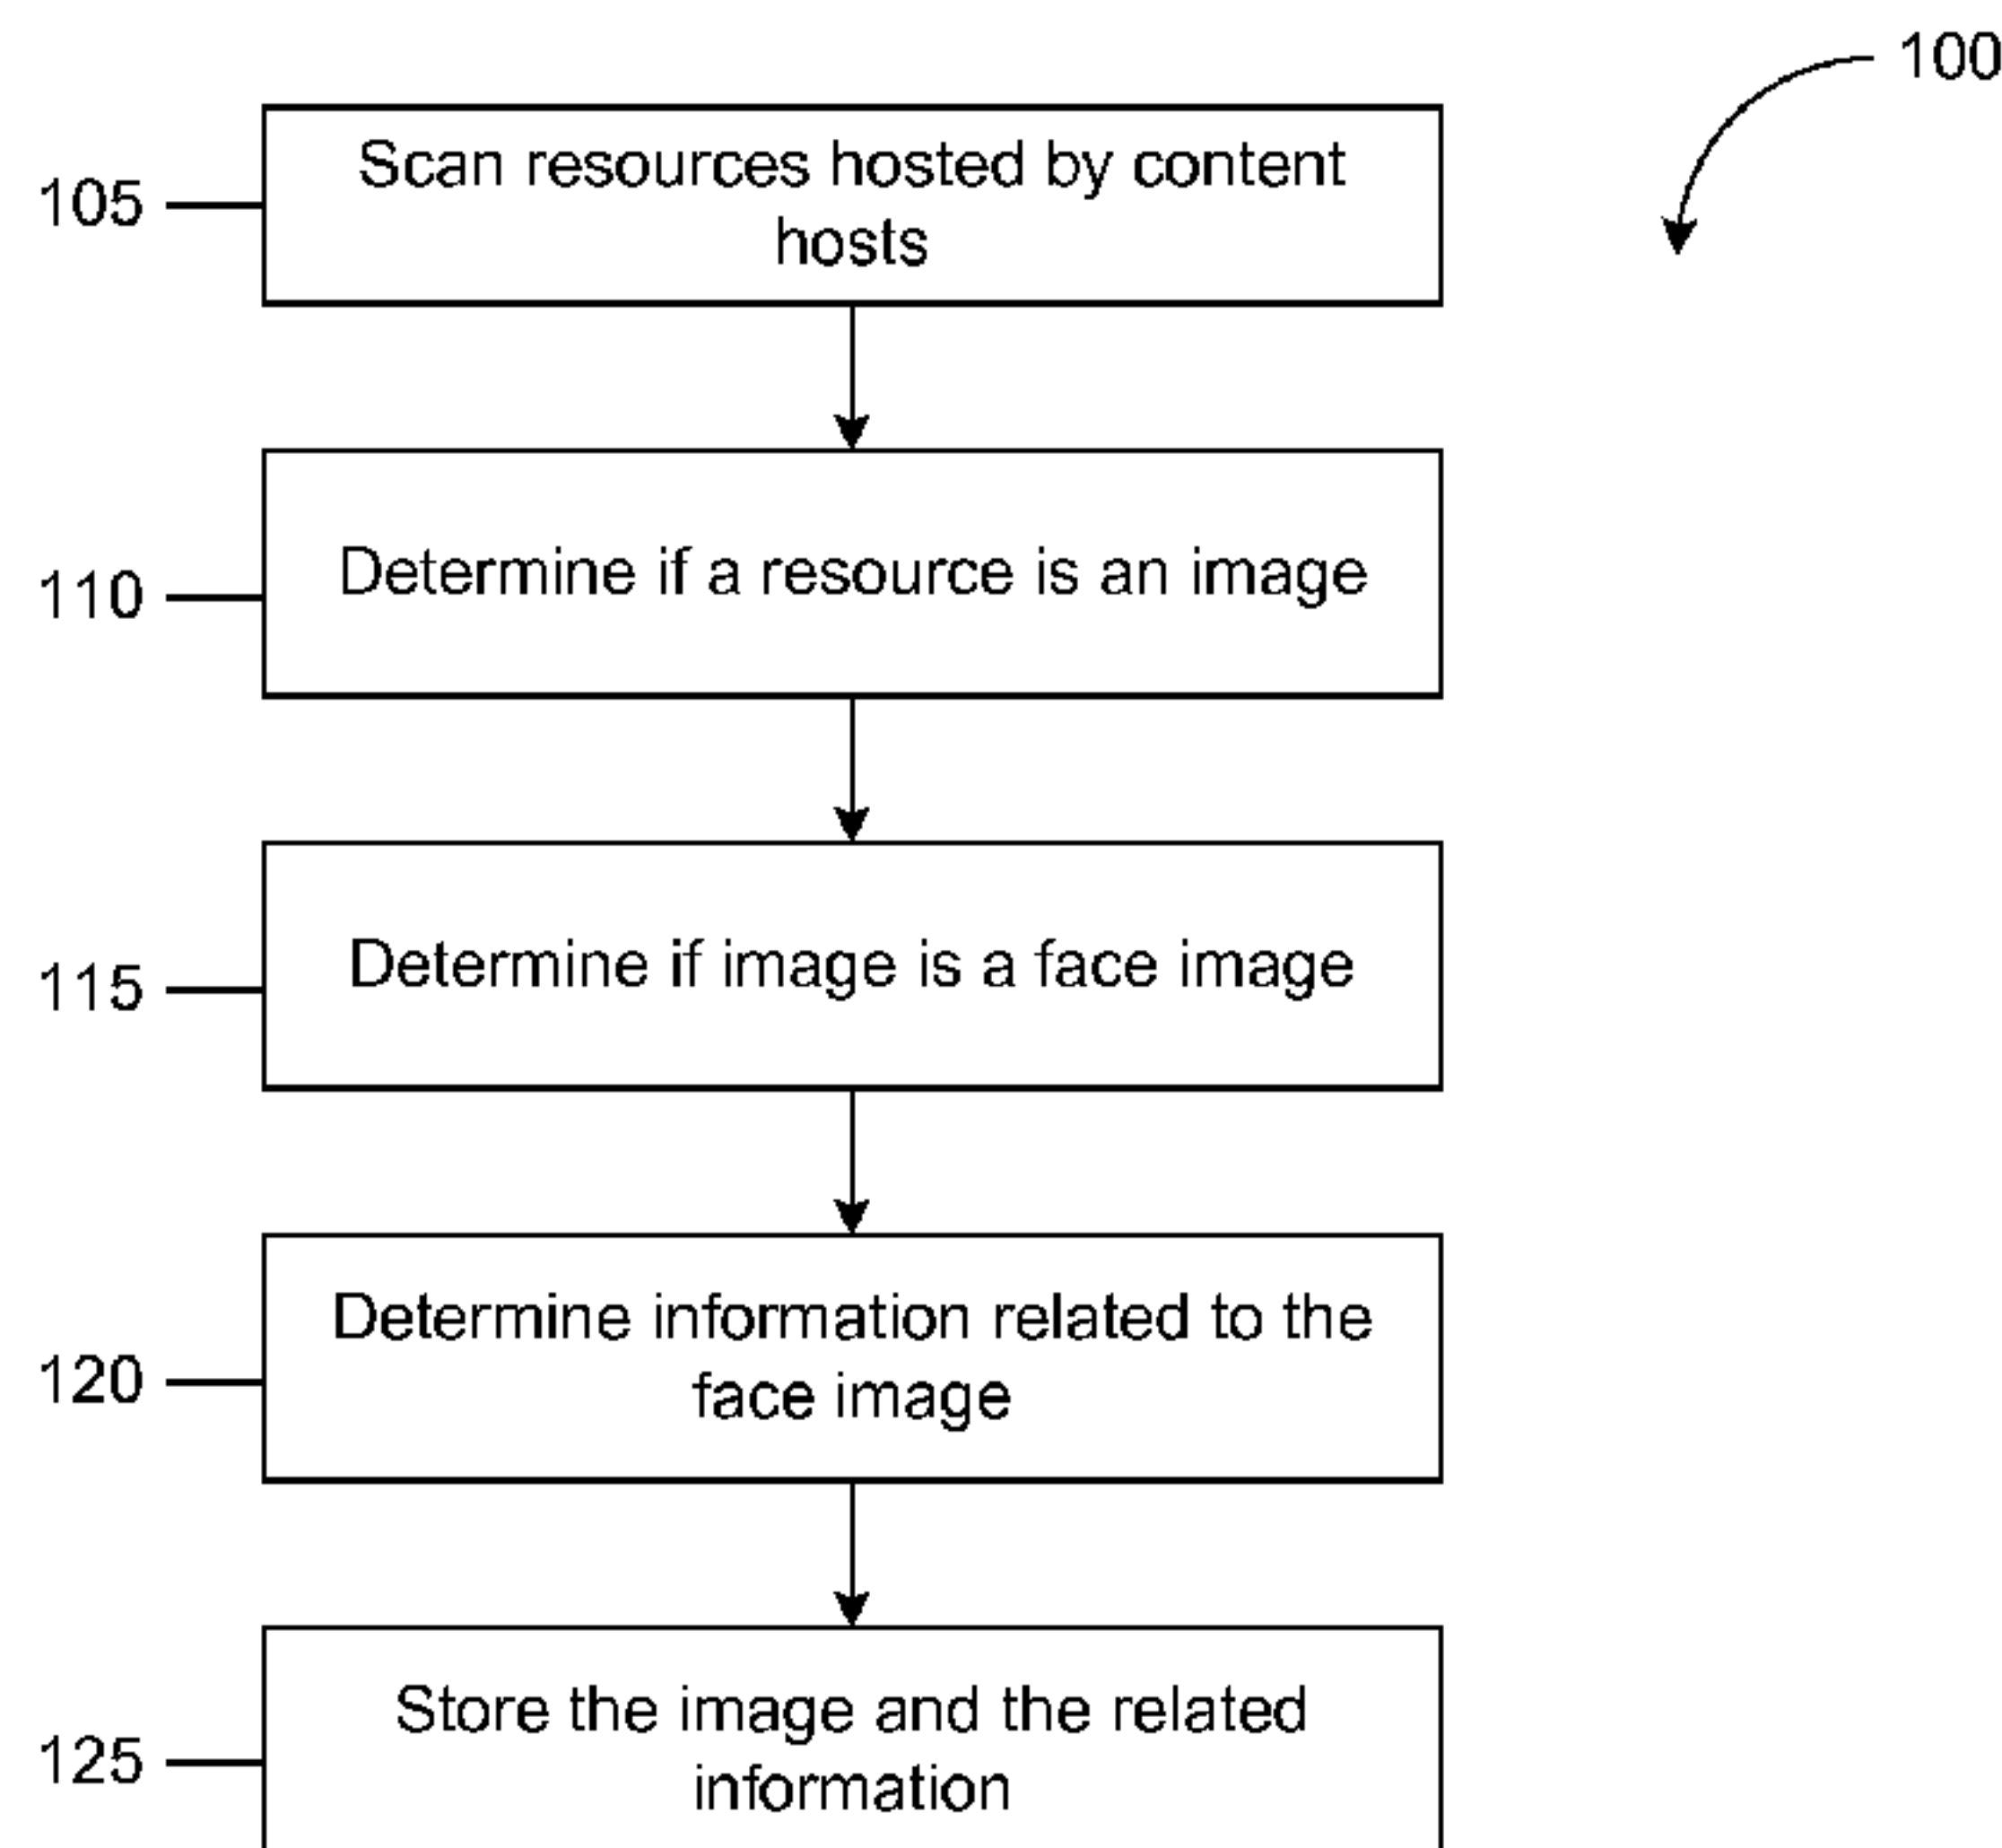 100
105
Scan resources hosted by content
hosts
110
Determine if a resource is an image
115
Determine if image is a face image
120
Determine information related to the
face image
125
Store the image and the related
information